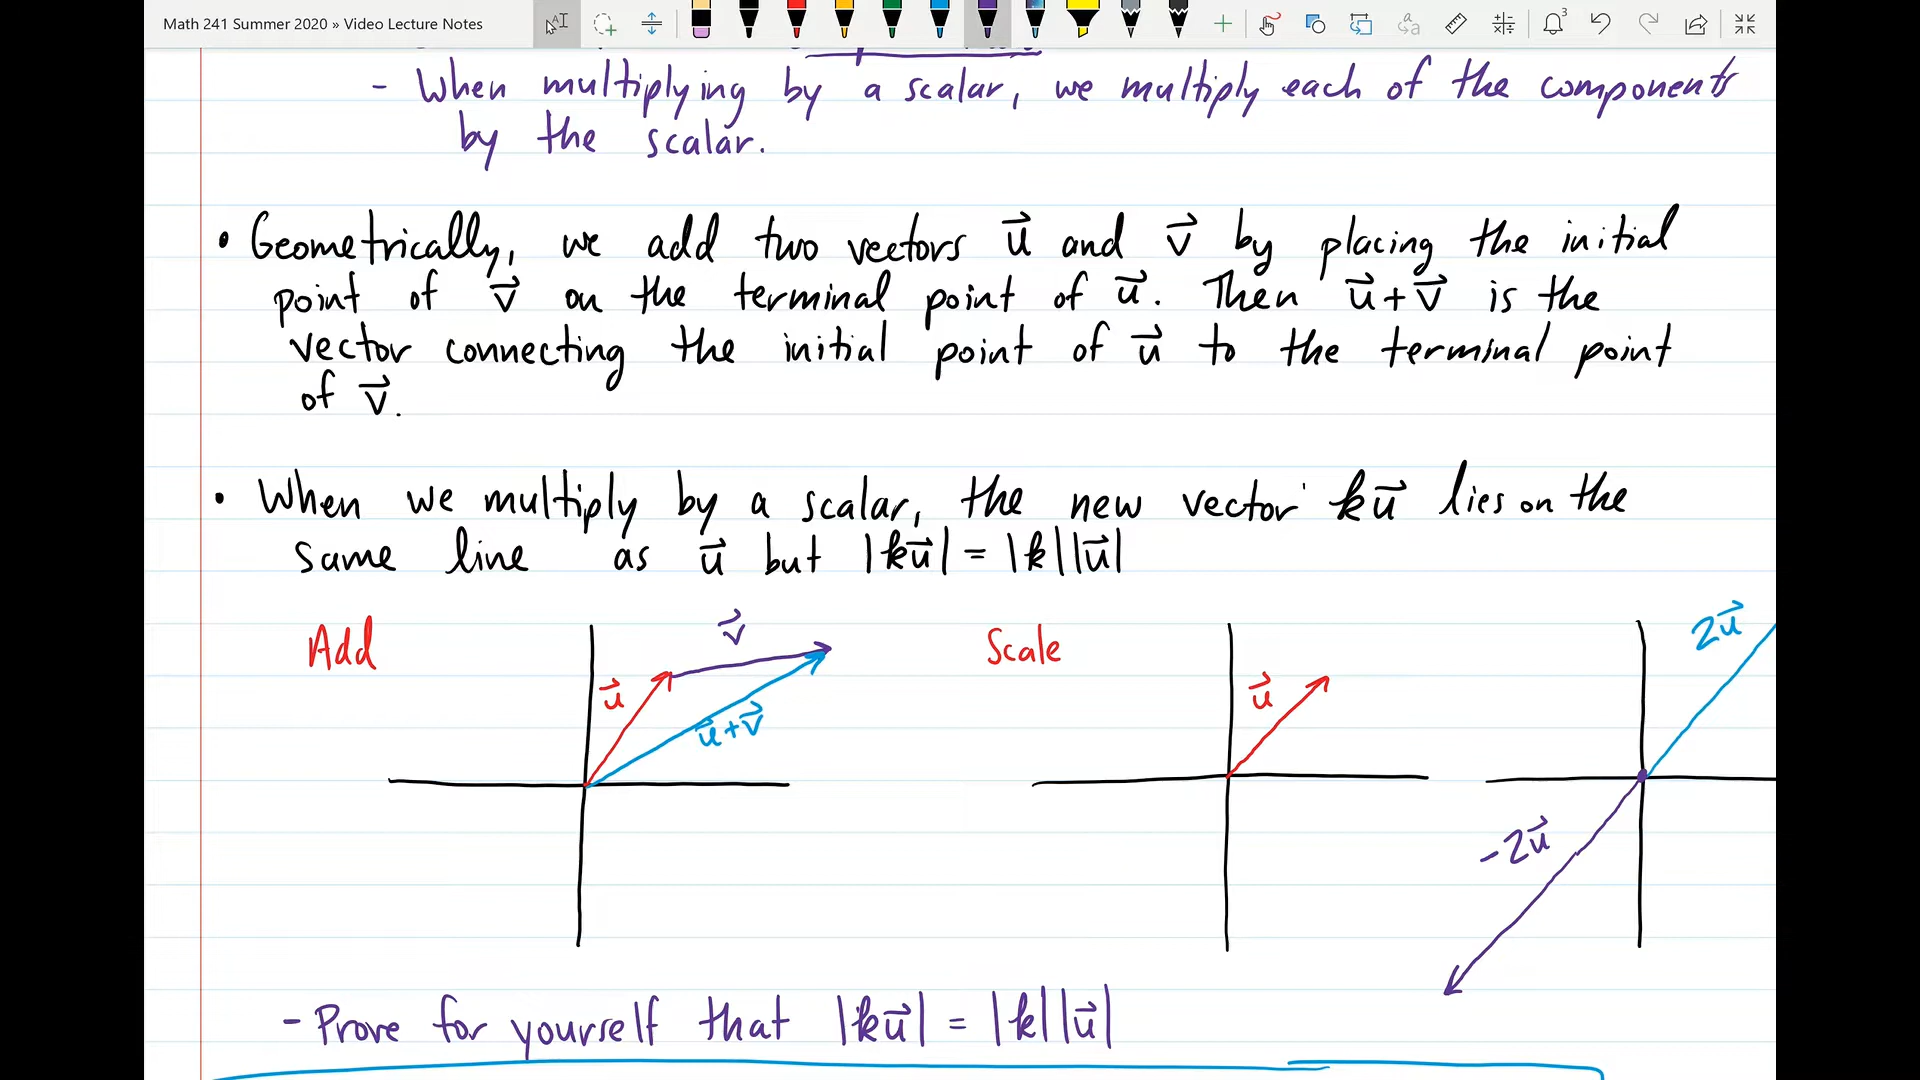 Math 241 Summer 2020 » Video Lecture Notes
3
- When multiplying by a scalar, we multiply each of the components
by the scalar.
• Geometrically, we add two vectors u⃗ and v⃗ by placing the initial
point of v⃗ on the terminal point of u⃗. Then u⃗+v⃗ is the
vector connecting the initial point of u⃗ to the terminal point
of v⃗.
• When we multiply by a scalar, the new vector ku⃗ lies on the
same line as u⃗ but |ku⃗| = |k||u⃗|
Add
u⃗
v⃗
u⃗+v⃗
Scale
u⃗
2u⃗
-2u⃗
- Prove for yourself that |ku⃗| = |k||u⃗|